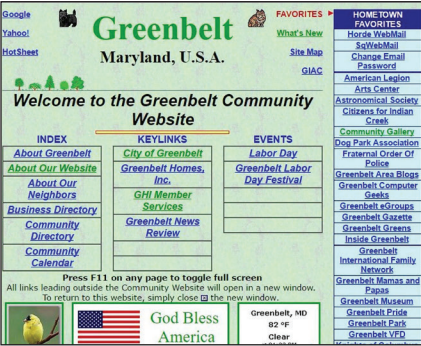 Google
Yahoo!
HotSheet
Greenbelt
Maryland, U.S.A.
FAVORITES
What's New
Site Map
GIAC
Welcome to the Greenbelt Community
Website
INDEX
About Greenbelt
About Our Website
About Our
Neighbors
Business Directory
Community
Directory
Community
Calendar
KEYLINKS
City of Greenbelt
Greenbelt Homes,
Inc.
GHI Member
Services
Greenbelt News
Review
EVENTS
Labor Day
Greenbelt Labor
Day Festival
Press F11 on any page to toggle full screen
All links leading outside the Community Website will open in a new window.
To return to this website, simply close the new window.
God Bless
America
Greenbelt, MD
82 °F
Clear
HOMETOWN
FAVORITES
Horde WebMail
SqWebMail
Change Email
Password
American Legion
Arts Center
Astronomical Society
Citizens for Indian
Creek
Community Gallery
Dog Park Association
Fraternal Order Of
Police
Greenbelt Area Blogs
Greenbelt Computer
Geeks
Greenbelt eGroups
Greenbelt Gazette
Greenbelt Greens
Inside Greenbelt
Greenbelt
International Family
Network
Greenbelt Mamas and
Papas
Greenbelt Museum
Greenbelt Pride
Greenbelt Park
Greenbelt VFD